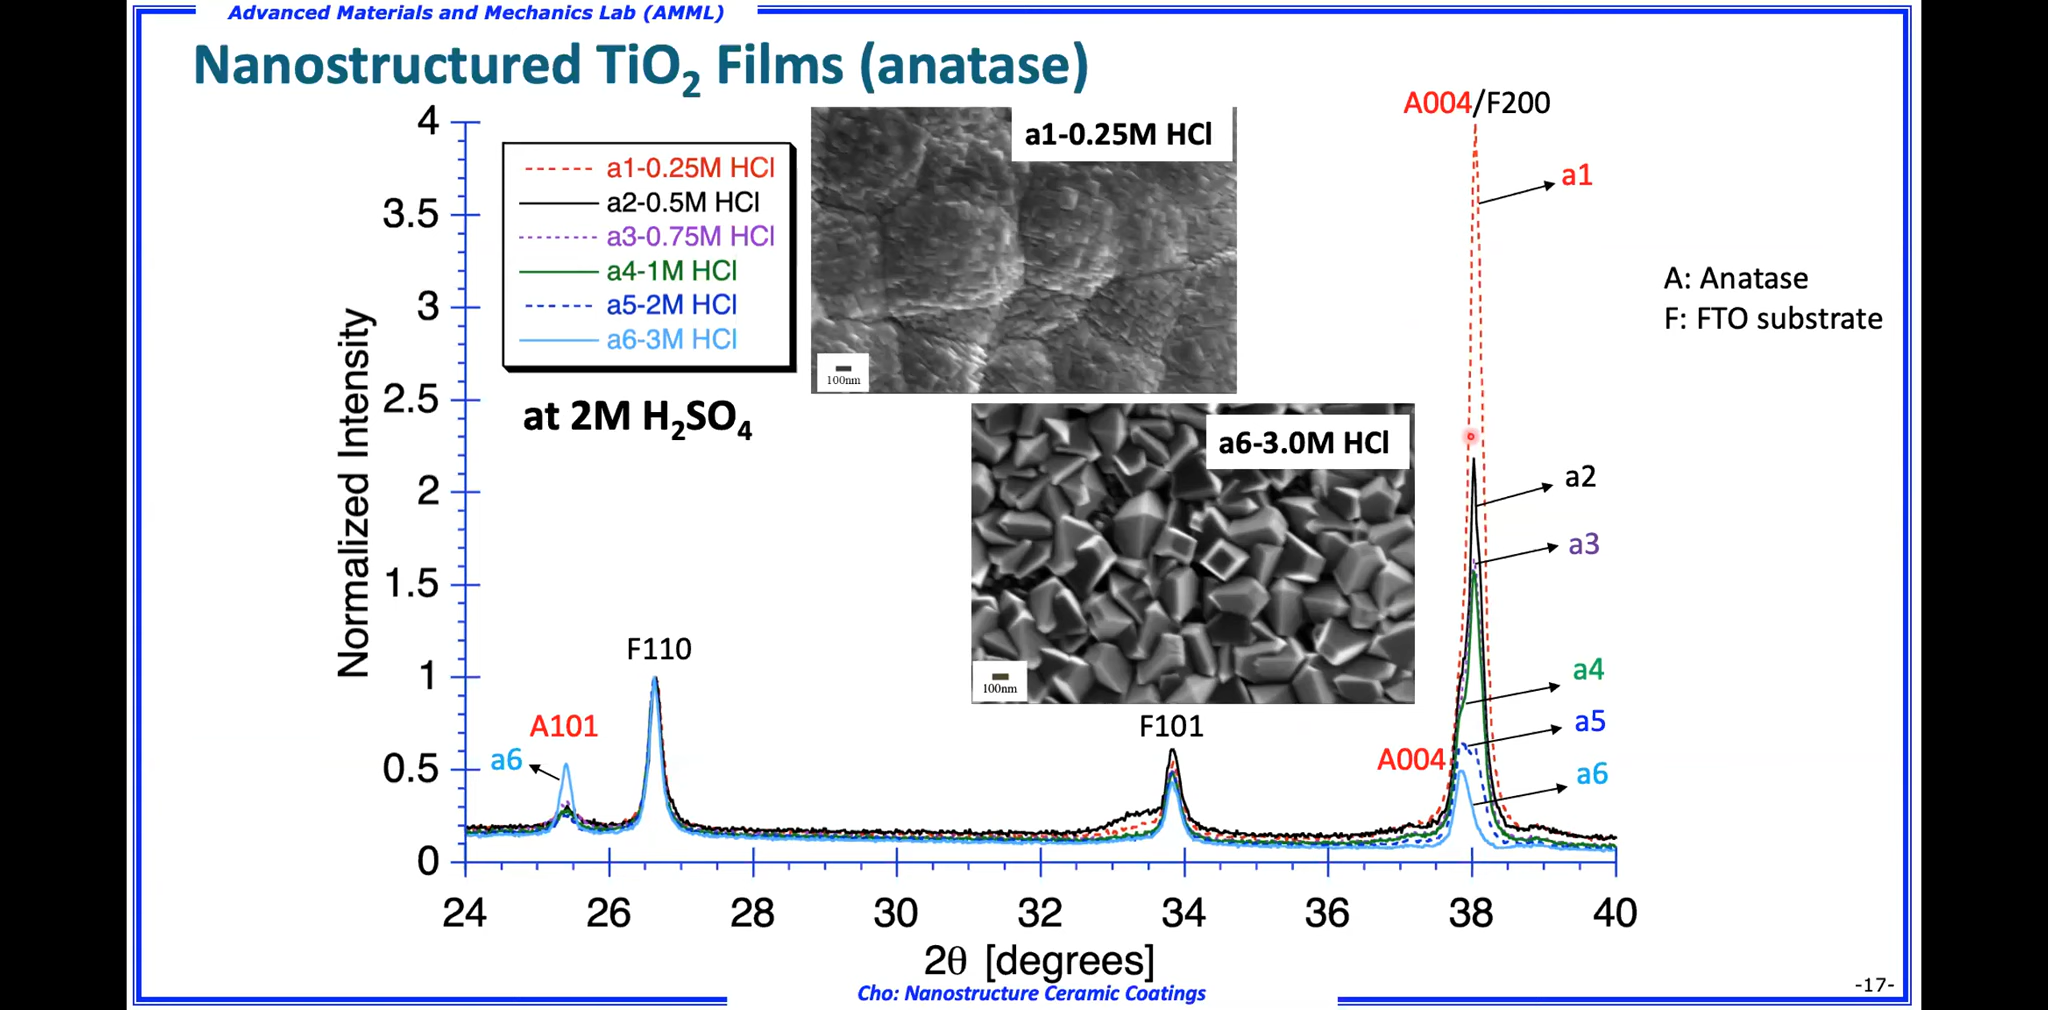 Advanced Materials and Mechanics Lab (AMML)
Nanostructured TiO2 Films (anatase)
Normalized Intensity
4
3.5
3
2.5
2
1.5
1
0.5
0
a1-0.25M HCl
a2-0.5M HCl
a3-0.75M HCl
a4-1M HCl
a5-2M HCl
a6-3M HCl
at 2M H2SO4
a1-0.25M HCl
100nm
a6-3.0M HCl
100nm
A004/F200
a1
A: Anatase
F: FTO substrate
a2
a3
a4
a5
a6
F110
A101
a6
F101
A004
24 26 28 30 32 34 36 38 40
2θ [degrees]
Cho: Nanostructure Ceramic Coatings
-17-